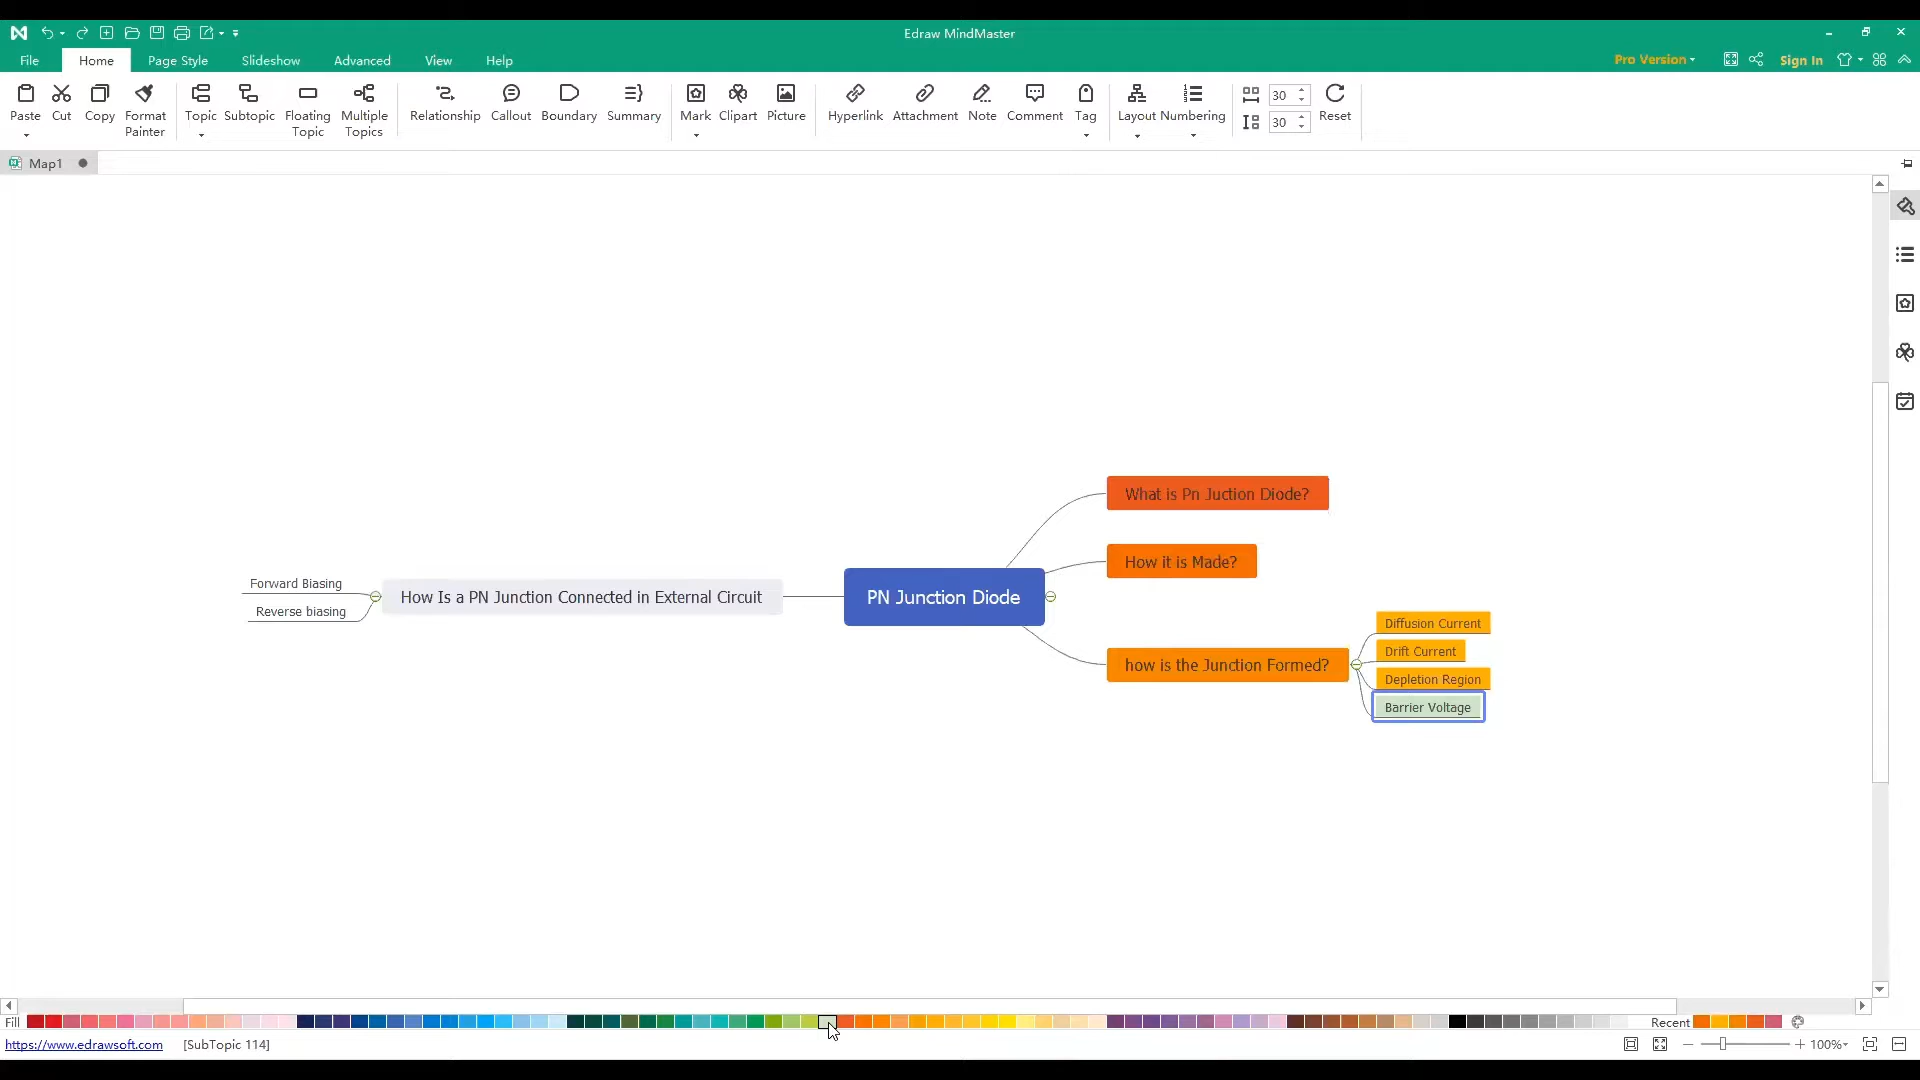 Edraw MindMaster
File Home Page Style Slideshow Advanced View Help Pro Version Sign In
Paste Cut Copy Format Painter Topic Subtopic Floating Topic Multiple Topics Relationship Callout Boundary Summary Mark Clipart Picture Hyperlink Attachment Note Comment Tag Layout Numbering 30 30 Reset
Map1
What is Pn Juction Diode?
How it is Made?
PN Junction Diode
How Is a PN Junction Connected in External Circuit
Forward Biasing
Reverse biasing
how is the Junction Formed?
Diffusion Current
Drift Current
Depletion Region
Barrier Voltage
Fill Recent
https://www.edrawsoft.com [SubTopic 114] 100%